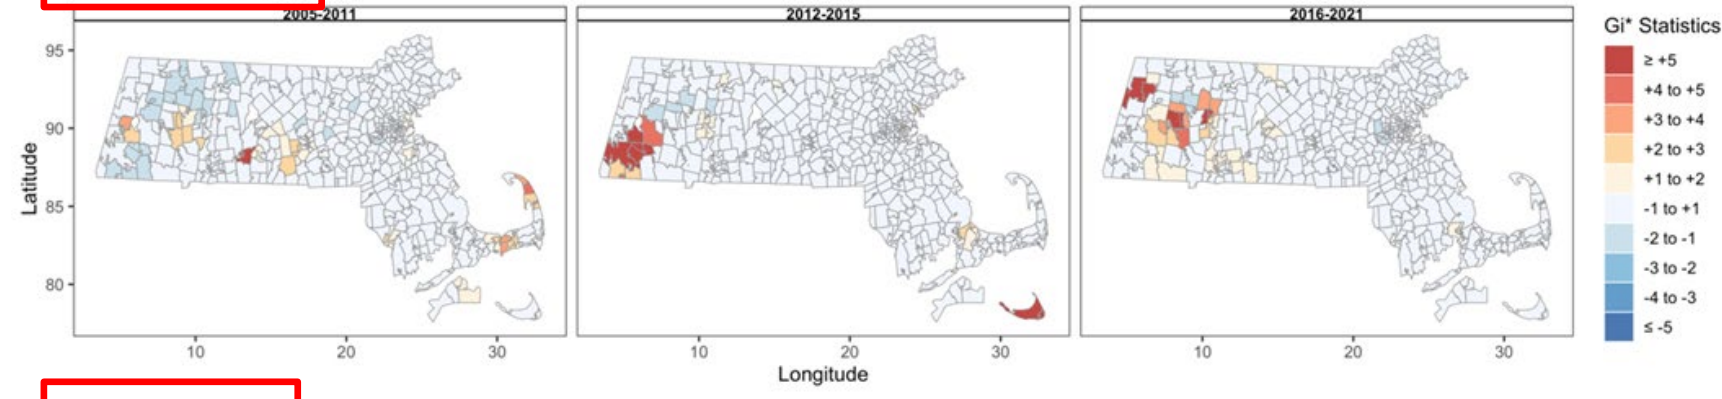 2005-2011
2012-2015
2016-2021
Gi* Statistics
≥ +5
+4 to +5
+3 to +4
+2 to +3
+1 to +2
-1 to +1
-2 to -1
-3 to -2
-4 to -3
≤ -5
Latitude
95
90
85
80
10
20
30
10
20
30
10
20
30
Longitude